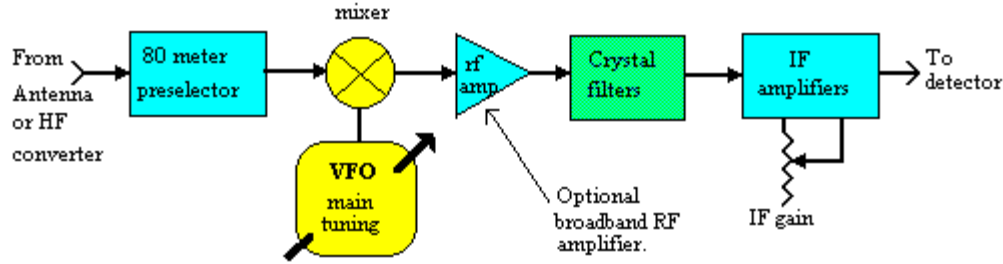 mixer
From
Antenna
or HF
converter
80 meter
preselector
rf
amp
Crystal
filters
IF
amplifiers
To
detector
VFO
main
tuning
Optional
broadband RF
amplifier.
IF gain